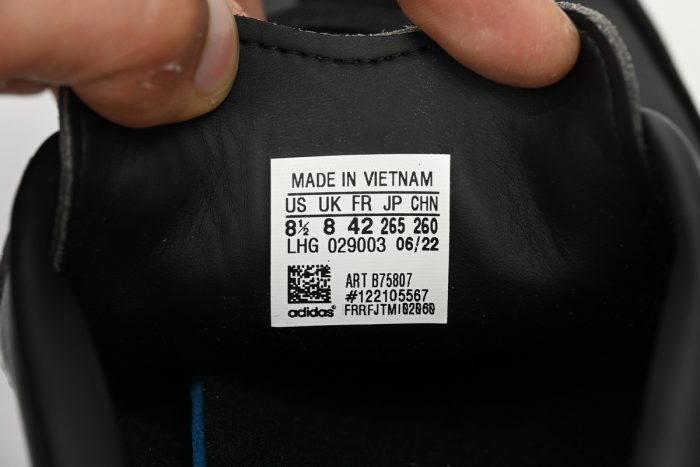 MADE IN VIETNAM
US UK FR JP CHN
8½ 8 42 265 260
LHG 029003 06/22
ART B75807
#122105567
adidas® FRRFJTMI02060